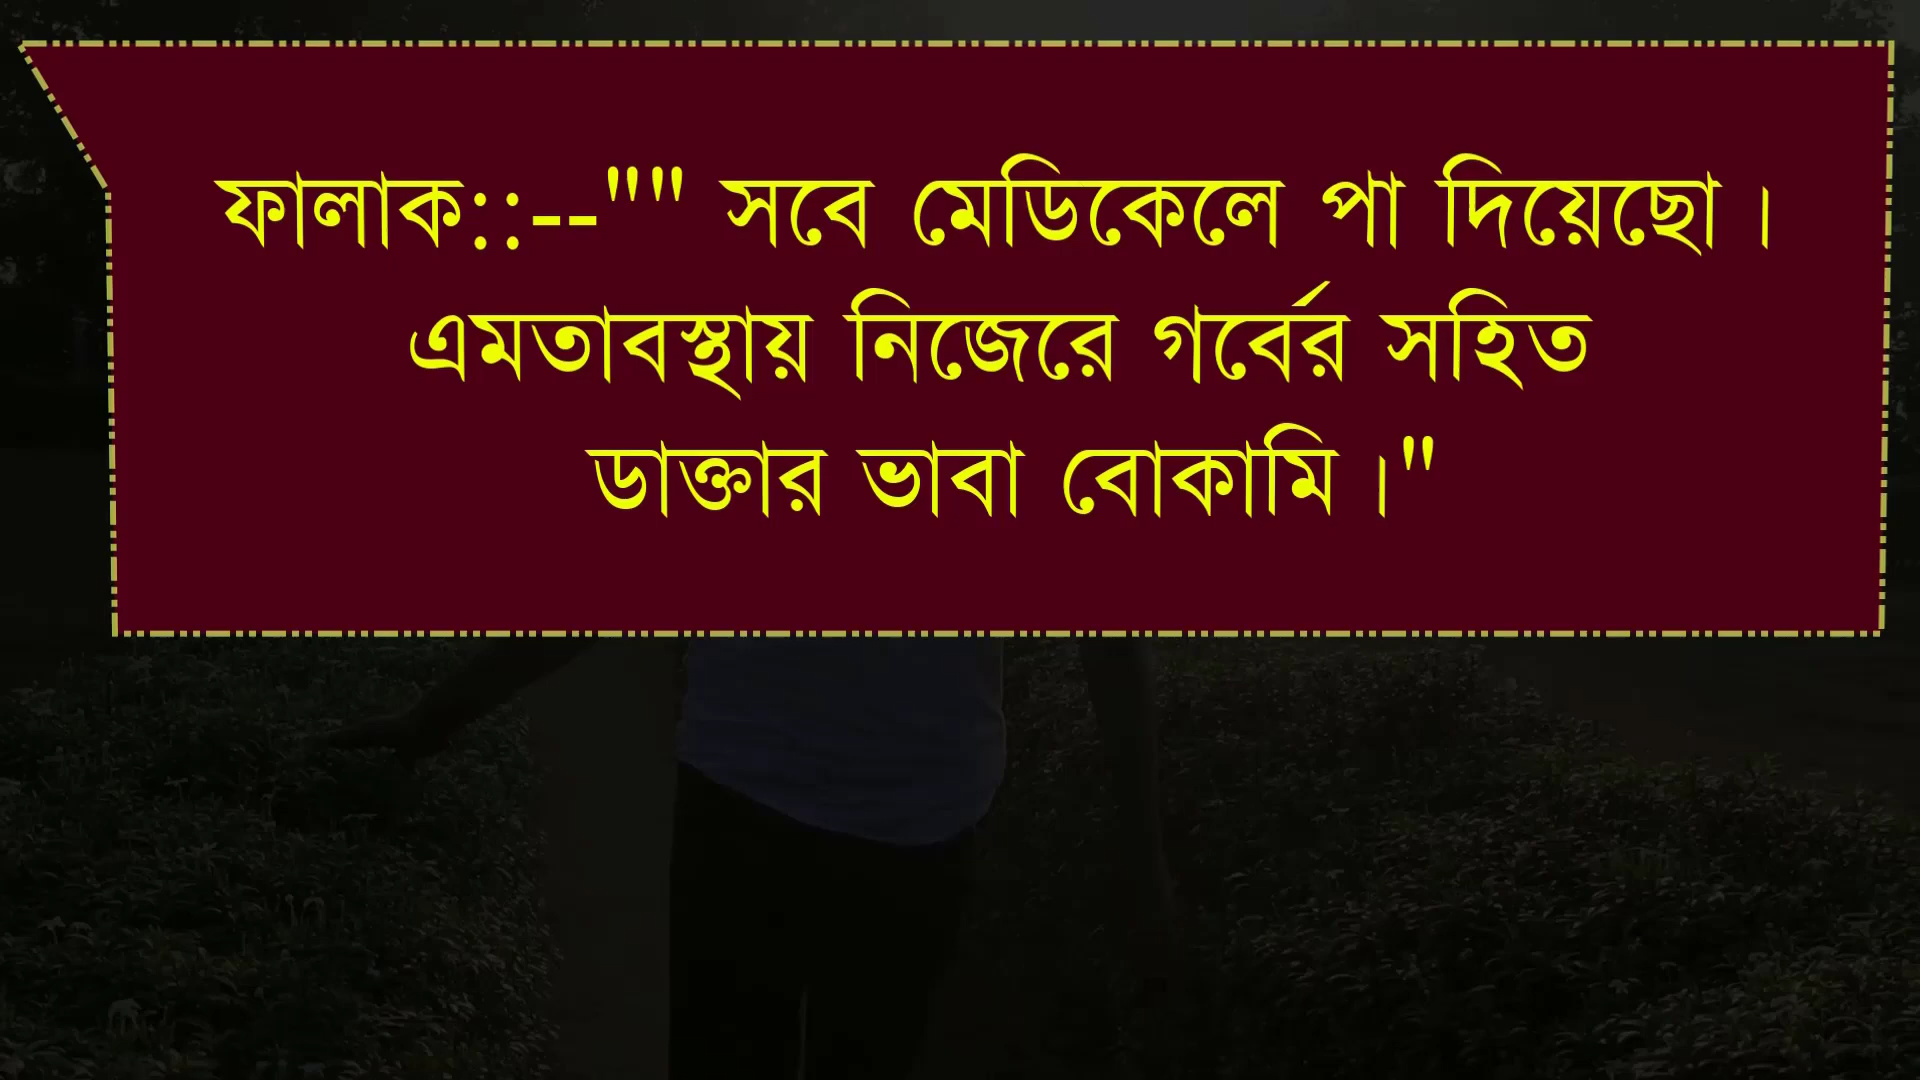 ফালাক::--"" সবে মেডিকেলে পা দিয়েছো।
এমতাবস্থায় নিজেরে গর্বের সহিত
ডাক্তার ভাবা বোকামি।"